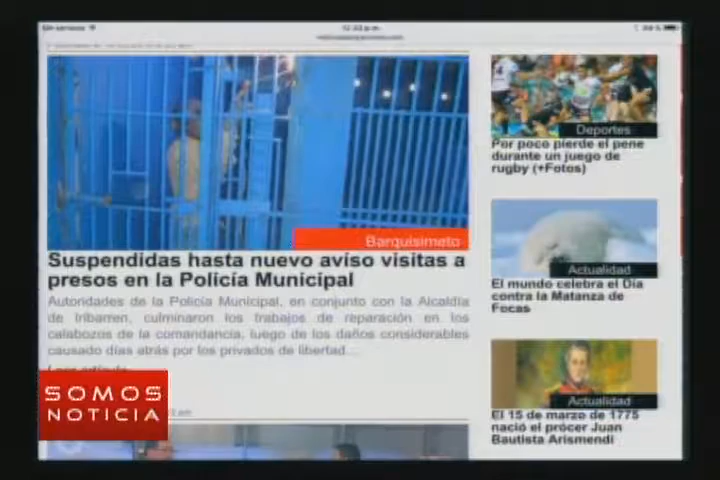 Sin servicio
Barquisimeto
Suspendidas hasta nuevo aviso visitas a
presos en la Policía Municipal
Autoridades de la Policía Municipal, en conjunto con la Alcaldía
de Iribarren, culminaron los trabajos de reparación en los
calabozos de la comandancia, luego de los daños considerables
causado días atrás por los privados de libertad...
SOMOS
NOTICIA
Deportes
Por poco pierde el pene
durante un juego de
rugby (+Fotos)
Actualidad
El mundo celebra el Día
contra la Matanza de
Focas
Actualidad
El 15 de marzo de 1775
nació el prócer Juan
Bautista Arismendi